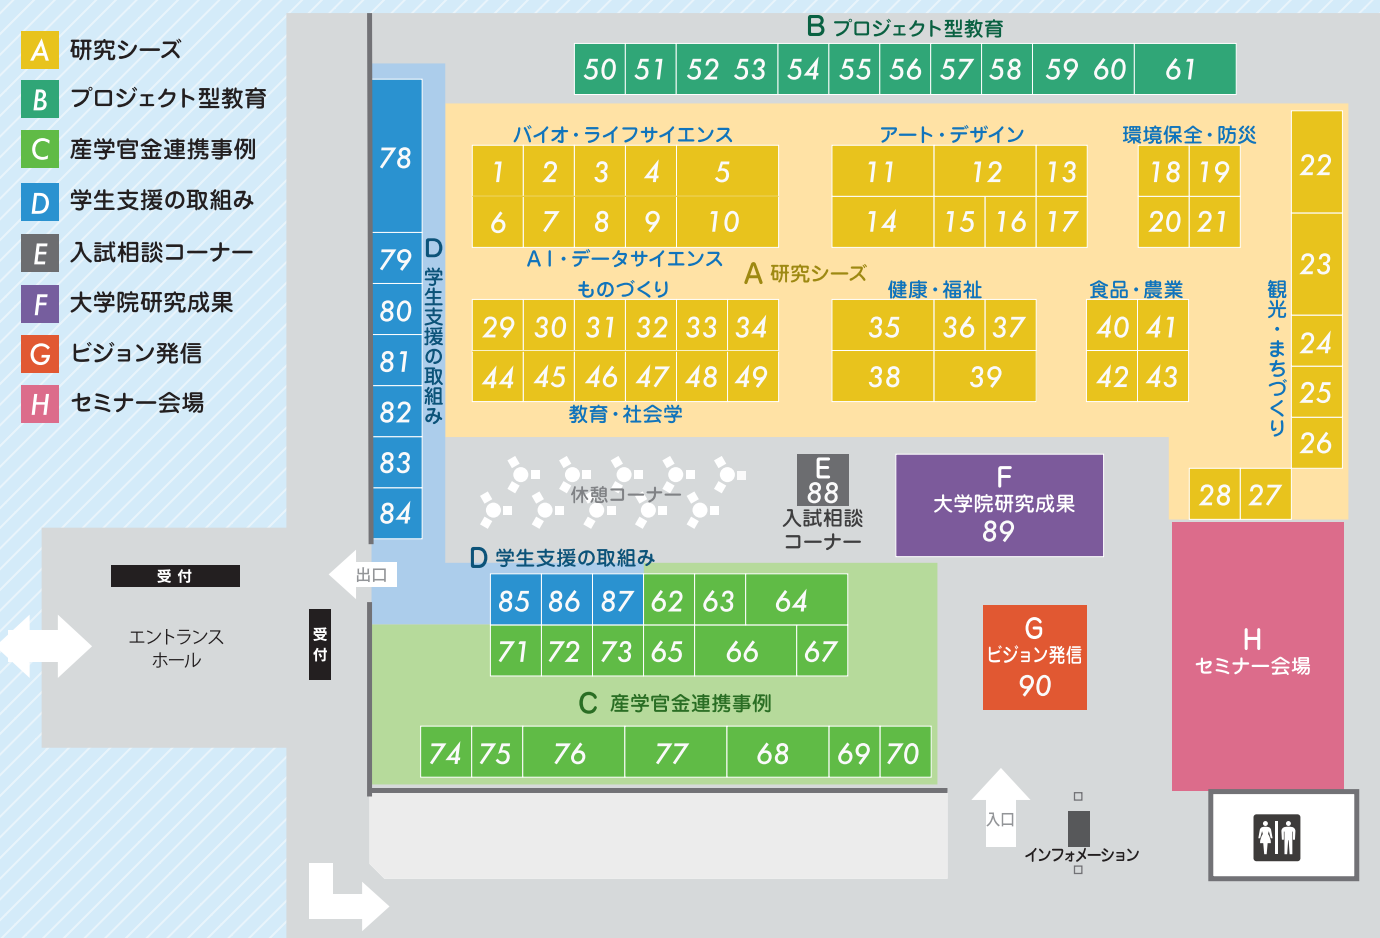 A 研究シーズ
B プロジェクト型教育
C 産学官金連携事例
D 学生支援の取組み
E 入試相談コーナー
F 大学院研究成果
G ビジョン発信
H セミナー会場
B プロジェクト型教育
50 51 52 53 54 55 56 57 58 59 60 61
バイオ・ライフサイエンス
1 2 3 4 5
6 7 8 9 10
AI・データサイエンス
アート・デザイン
11 12 13
14 15 16 17
環境保全・防災
18 19
20 21
A 研究シーズ
ものづくり
29 30 31 32 33 34
44 45 46 47 48 49
教育・社会学
健康・福祉
35 36 37
38 39
食品・農業
40 41
42 43
観光・まちづくり
22
23
24
25
26
28 27
78
79
80
81
82
83
84
D 学生支援の取組み
休憩コーナー
E
88
入試相談
コーナー
F
大学院研究成果
89
D 学生支援の取組み
85 86 87 62 63 64
71 72 73 65 66 67
C 産学官金連携事例
74 75 76 77 68 69 70
G
ビジョン発信
90
H
セミナー会場
出口
受付
受付
エントランス
ホール
入口
インフォメーション